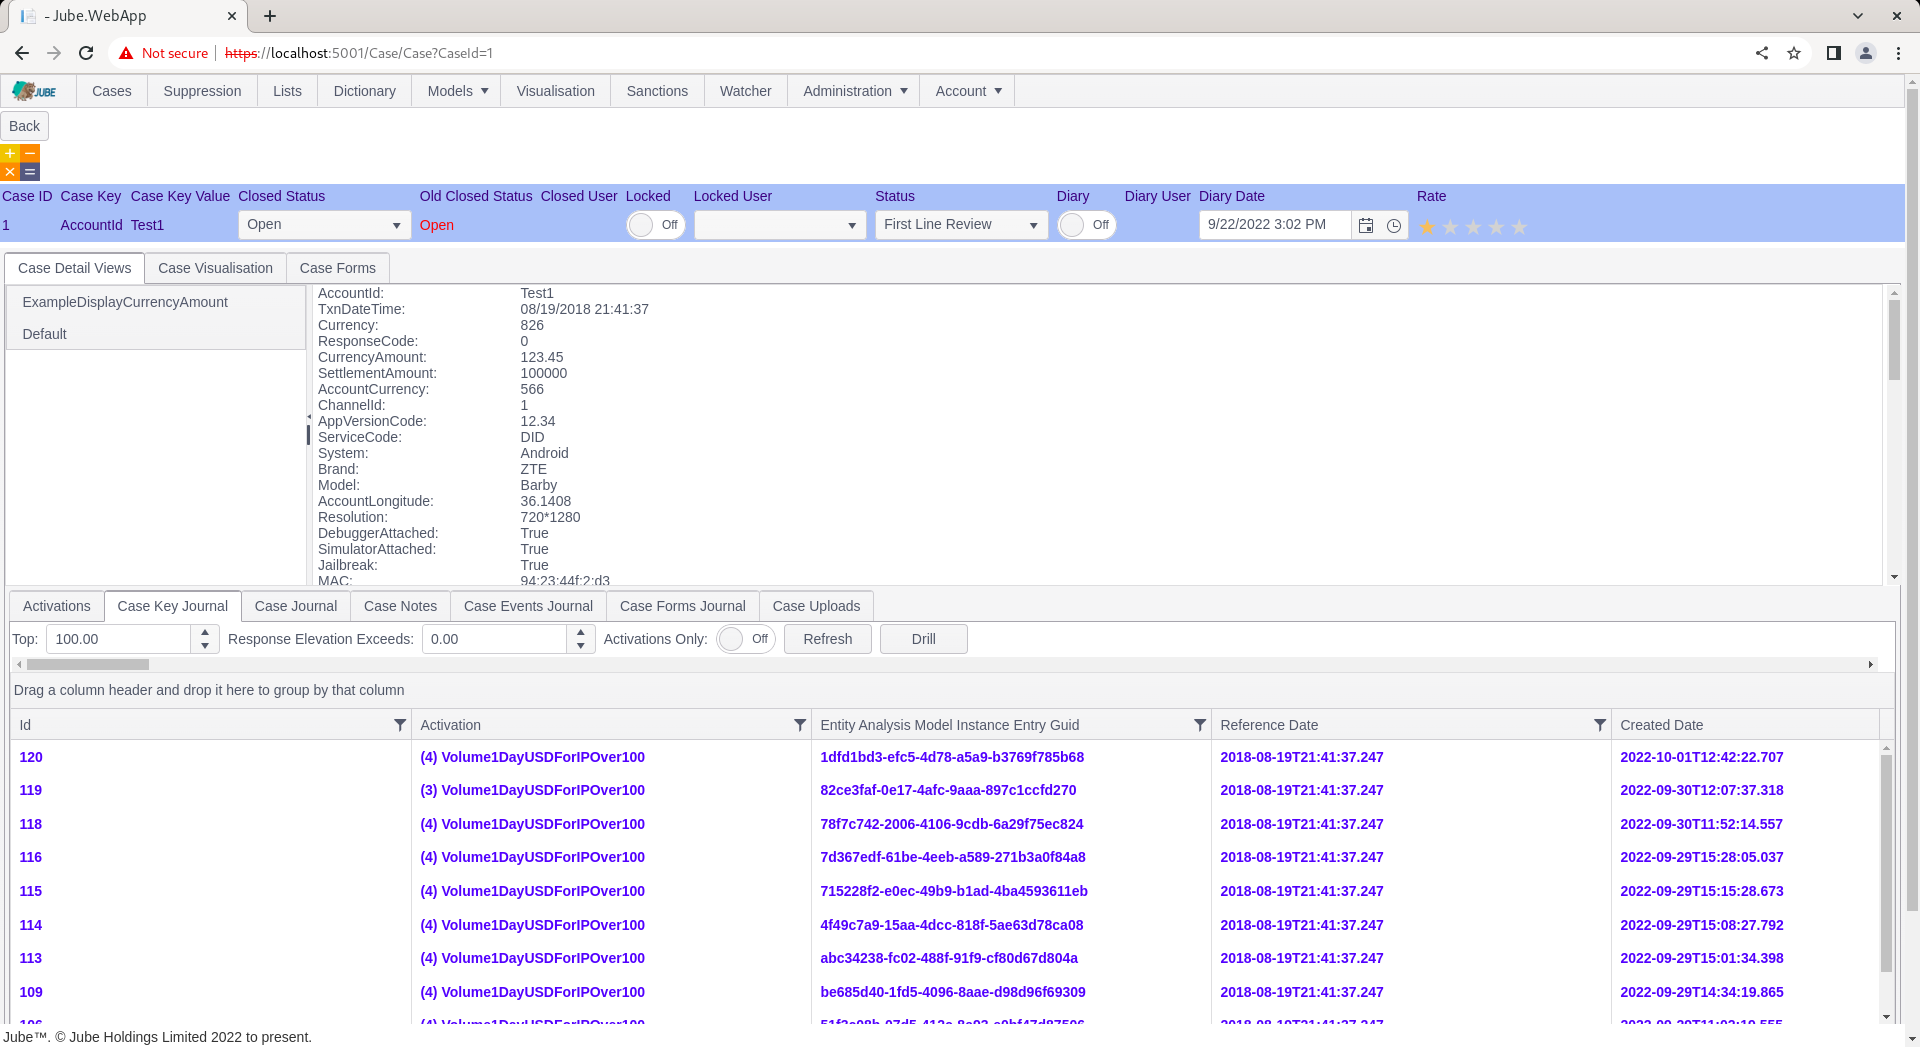 - Jube.WebApp
Not secure https://localhost:5001/Case/Case?CaseId=1
JUBE Cases Suppression Lists Dictionary Models Visualisation Sanctions Watcher Administration Account
Back
Case ID Case Key Case Key Value Closed Status Old Closed Status Closed User Locked Locked User Status Diary Diary User Diary Date Rate
1 AccountId Test1 Open Open Off First Line Review Off 9/22/2022 3:02 PM
Case Detail Views Case Visualisation Case Forms
ExampleDisplayCurrencyAmount
Default
AccountId: Test1
TxnDateTime: 08/19/2018 21:41:37
Currency: 826
ResponseCode: 0
CurrencyAmount: 123.45
SettlementAmount: 100000
AccountCurrency: 566
ChannelId: 1
AppVersionCode: 12.34
ServiceCode: DID
System: Android
Brand: ZTE
Model: Barby
AccountLongitude: 36.1408
Resolution: 720*1280
DebuggerAttached: True
SimulatorAttached: True
Jailbreak: True
MAC: 94:23:44f:2:d3
Activations Case Key Journal Case Journal Case Notes Case Events Journal Case Forms Journal Case Uploads
Top: 100.00 Response Elevation Exceeds: 0.00 Activations Only: Off Refresh Drill
Drag a column header and drop it here to group by that column
Id Activation Entity Analysis Model Instance Entry Guid Reference Date Created Date
120 (4) Volume1DayUSDForIPOver100 1dfd1bd3-efc5-4d78-a5a9-b3769f785b68 2018-08-19T21:41:37.247 2022-10-01T12:42:22.707
119 (3) Volume1DayUSDForIPOver100 82ce3faf-0e17-4afc-9aaa-897c1ccfd270 2018-08-19T21:41:37.247 2022-09-30T12:07:37.318
118 (4) Volume1DayUSDForIPOver100 78f7c742-2006-4106-9cdb-6a29f75ec824 2018-08-19T21:41:37.247 2022-09-30T11:52:14.557
116 (4) Volume1DayUSDForIPOver100 7d367edf-61be-4eeb-a589-271b3a0f84a8 2018-08-19T21:41:37.247 2022-09-29T15:28:05.037
115 (4) Volume1DayUSDForIPOver100 715228f2-e0ec-49b9-b1ad-4ba4593611eb 2018-08-19T21:41:37.247 2022-09-29T15:15:28.673
114 (4) Volume1DayUSDForIPOver100 4f49c7a9-15aa-4dcc-818f-5ae63d78ca08 2018-08-19T21:41:37.247 2022-09-29T15:08:27.792
113 (4) Volume1DayUSDForIPOver100 abc34238-fc02-488f-91f9-cf80d67d804a 2018-08-19T21:41:37.247 2022-09-29T15:01:34.398
109 (4) Volume1DayUSDForIPOver100 be685d40-1fd5-4096-8aae-d98d96f69309 2018-08-19T21:41:37.247 2022-09-29T14:34:19.865
(4) Volume1DayUSDForIPOver100 2018-08-19T21:41:37.247
Jube™. © Jube Holdings Limited 2022 to present.